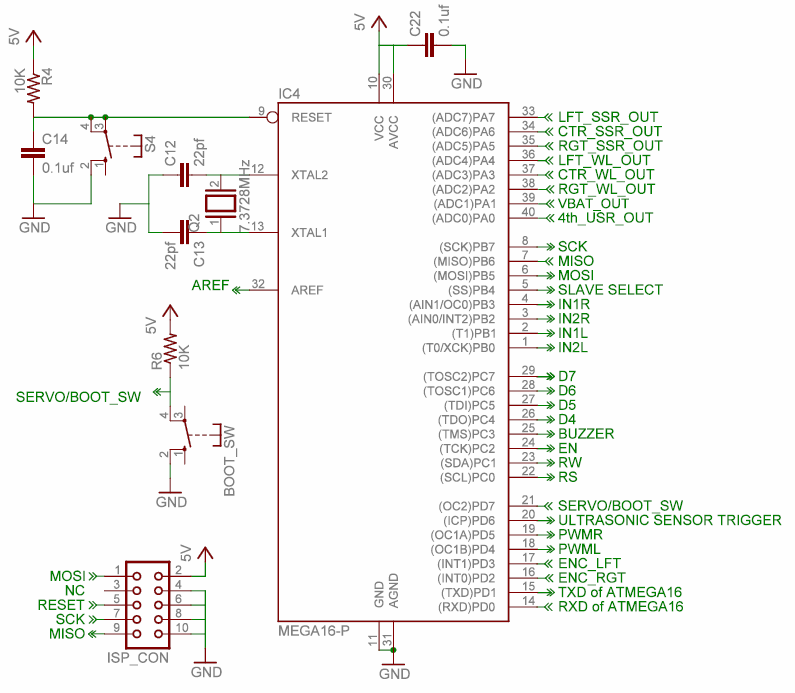 5V
10K
R4
C14
0.1uf
GND
4
3
2
1
S4
GND
C12
22pf
2
1
Q2
7.3728MHz
22pf
C13
AREF
5V
C22
0.1uf
GND
10
30
IC4
9 RESET
12 XTAL2
13 XTAL1
32 AREF
VCC
AVCC
(ADC7)PA7 33 LFT_SSR_OUT
(ADC6)PA6 34 CTR_SSR_OUT
(ADC5)PA5 35 RGT_SSR_OUT
(ADC4)PA4 36 LFT_WL_OUT
(ADC3)PA3 37 CTR_WL_OUT
(ADC2)PA2 38 RGT_WL_OUT
(ADC1)PA1 39 VBAT_OUT
(ADC0)PA0 40 4th_USR_OUT
(SCK)PB7 8 SCK
(MISO)PB6 7 MISO
(MOSI)PB5 6 MOSI
(SS)PB4 5 SLAVE SELECT
(AIN1/OC0)PB3 4 IN1R
(AIN0/INT2)PB2 3 IN2R
(T1)PB1 2 IN1L
(T0/XCK)PB0 1 IN2L
(TOSC2)PC7 29 D7
(TOSC1)PC6 28 D6
(TDI)PC5 27 D5
(TDO)PC4 26 D4
(TMS)PC3 25 BUZZER
(TCK)PC2 24 EN
(SDA)PC1 23 RW
(SCL)PC0 22 RS
(OC2)PD7 21 SERVO/BOOT_SW
(ICP)PD6 20 ULTRASONIC SENSOR TRIGGER
(OC1A)PD5 19 PWMR
(OC1B)PD4 18 PWML
(INT1)PD3 17 ENC_LFT
(INT0)PD2 16 ENC_RGT
(TXD)PD1 15 TXD of ATMEGA16
(RXD)PD0 14 RXD of ATMEGA16
GND
AGND
MEGA16-P
11
31
GND
5V
R6
10K
SERVO/BOOT_SW
4
3
2
1
BOOT_SW
GND
5V
MOSI 1 2
NC 3 4
RESET 5 6
SCK 7 8
MISO 9 10
ISP_CON
GND